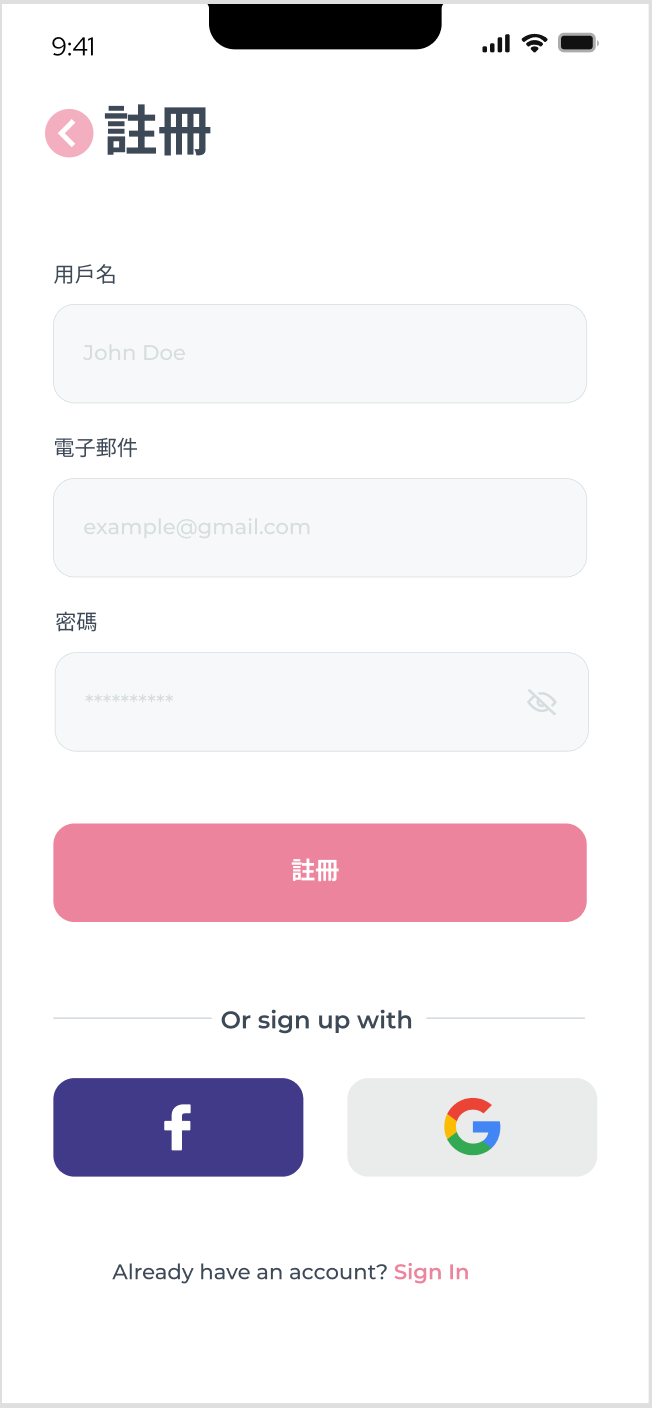 9:41
註冊
用戶名
John Doe
電子郵件
example@gmail.com
密碼
**********
註冊
Or sign up with
Already have an account? Sign In